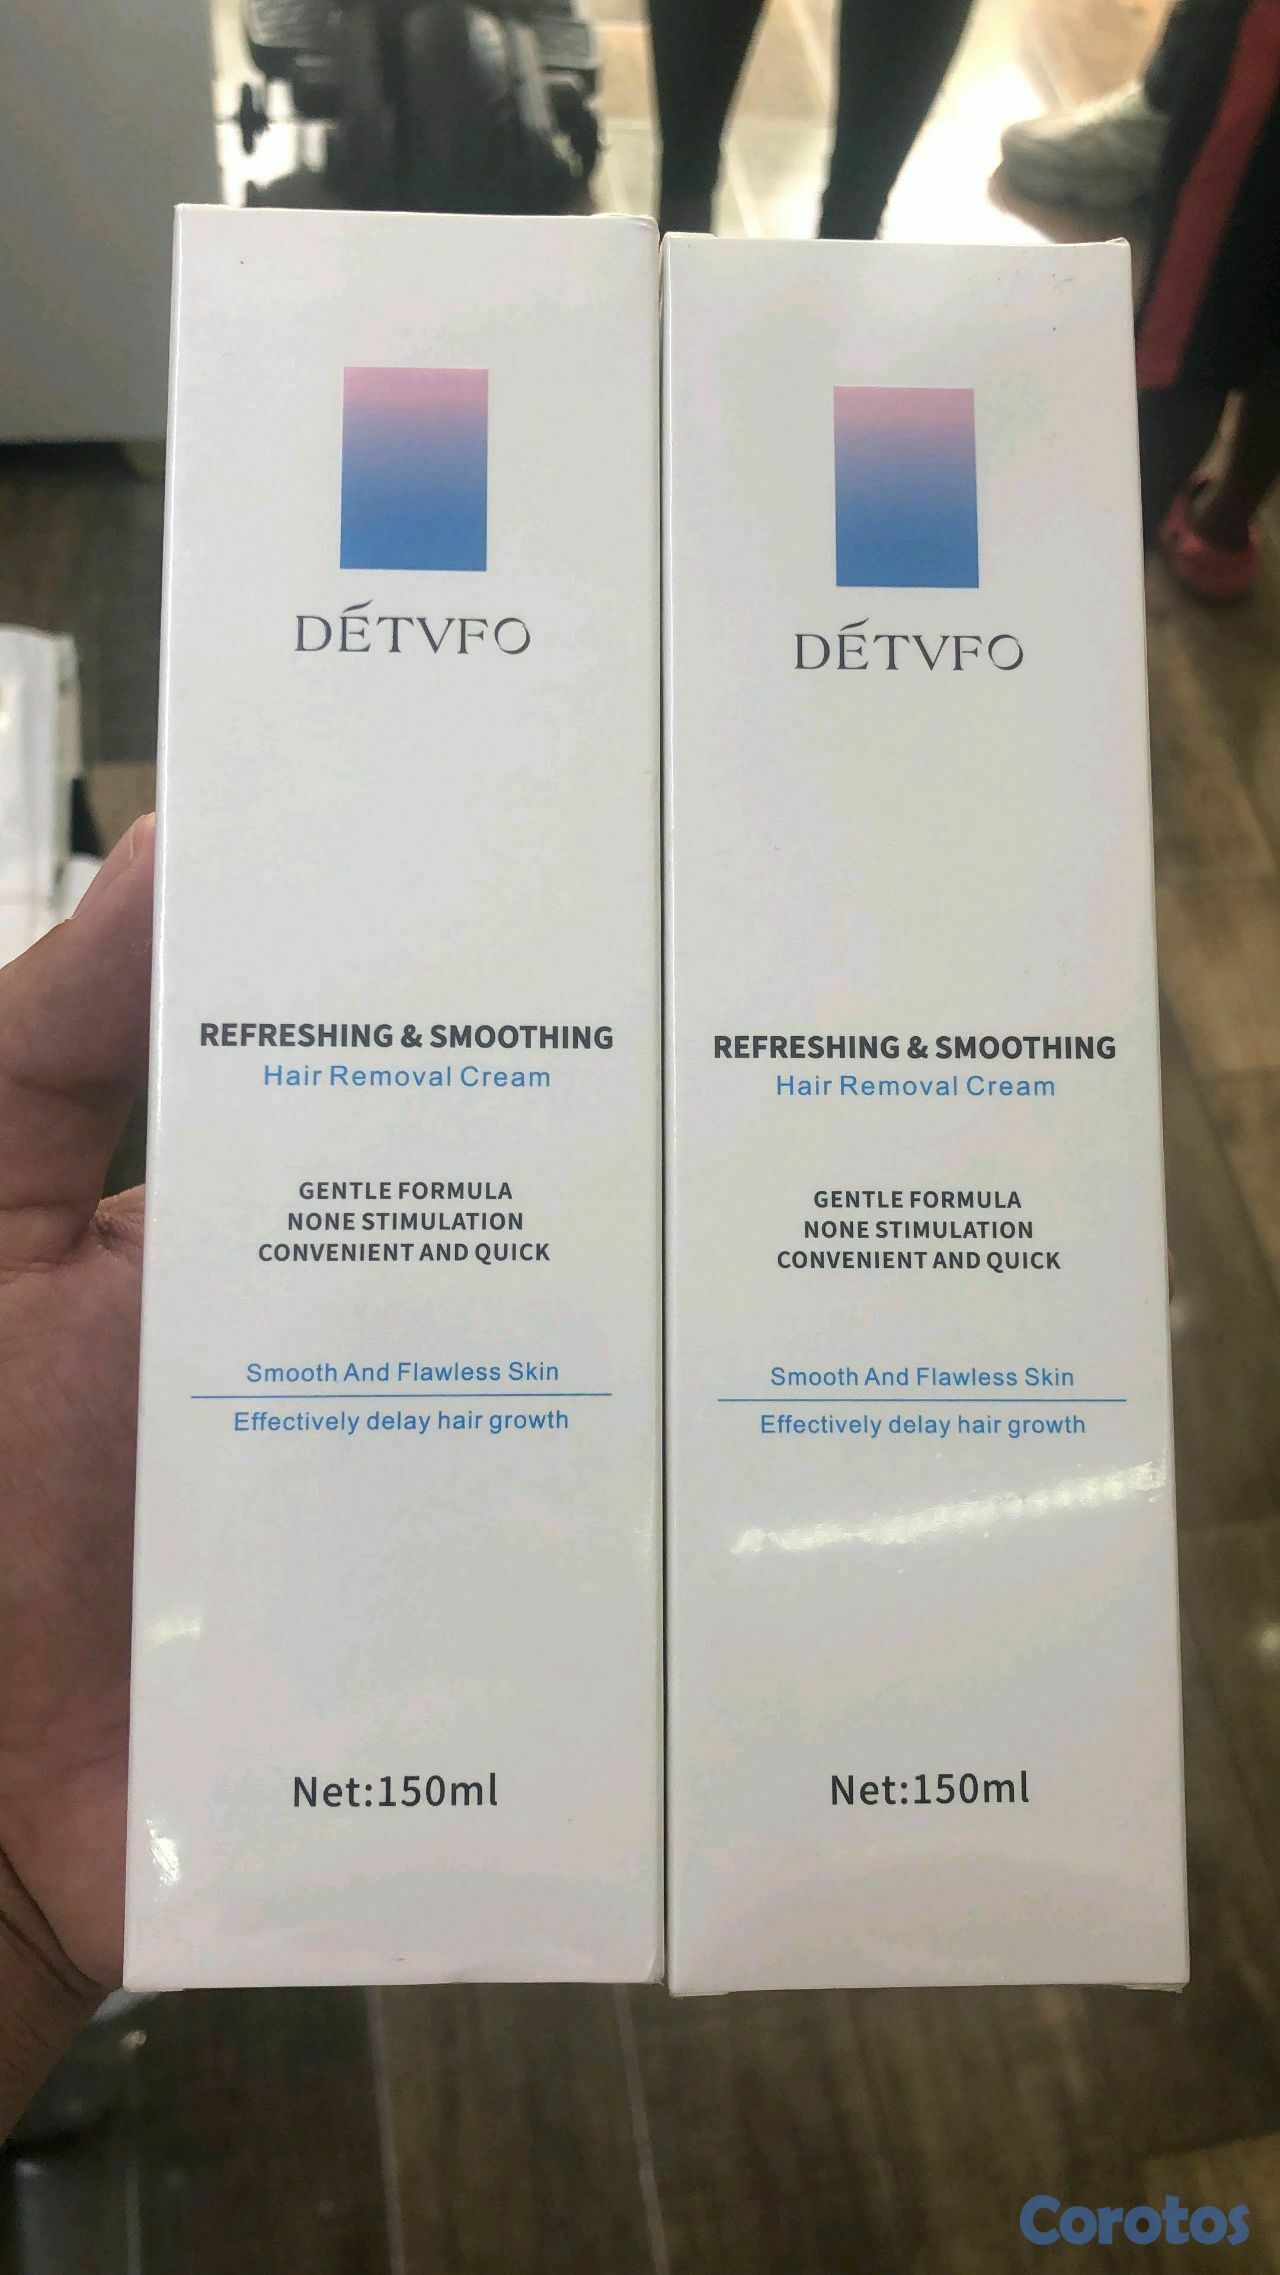 DÉTVFO
REFRESHING & SMOOTHING
Hair Removal Cream
GENTLE FORMULA
NONE STIMULATION
CONVENIENT AND QUICK
Smooth And Flawless Skin
Effectively delay hair growth
Net:150ml
DÉTVFO
REFRESHING & SMOOTHING
Hair Removal Cream
GENTLE FORMULA
NONE STIMULATION
CONVENIENT AND QUICK
Smooth And Flawless Skin
Effectively delay hair growth
Net:150ml
Corotos